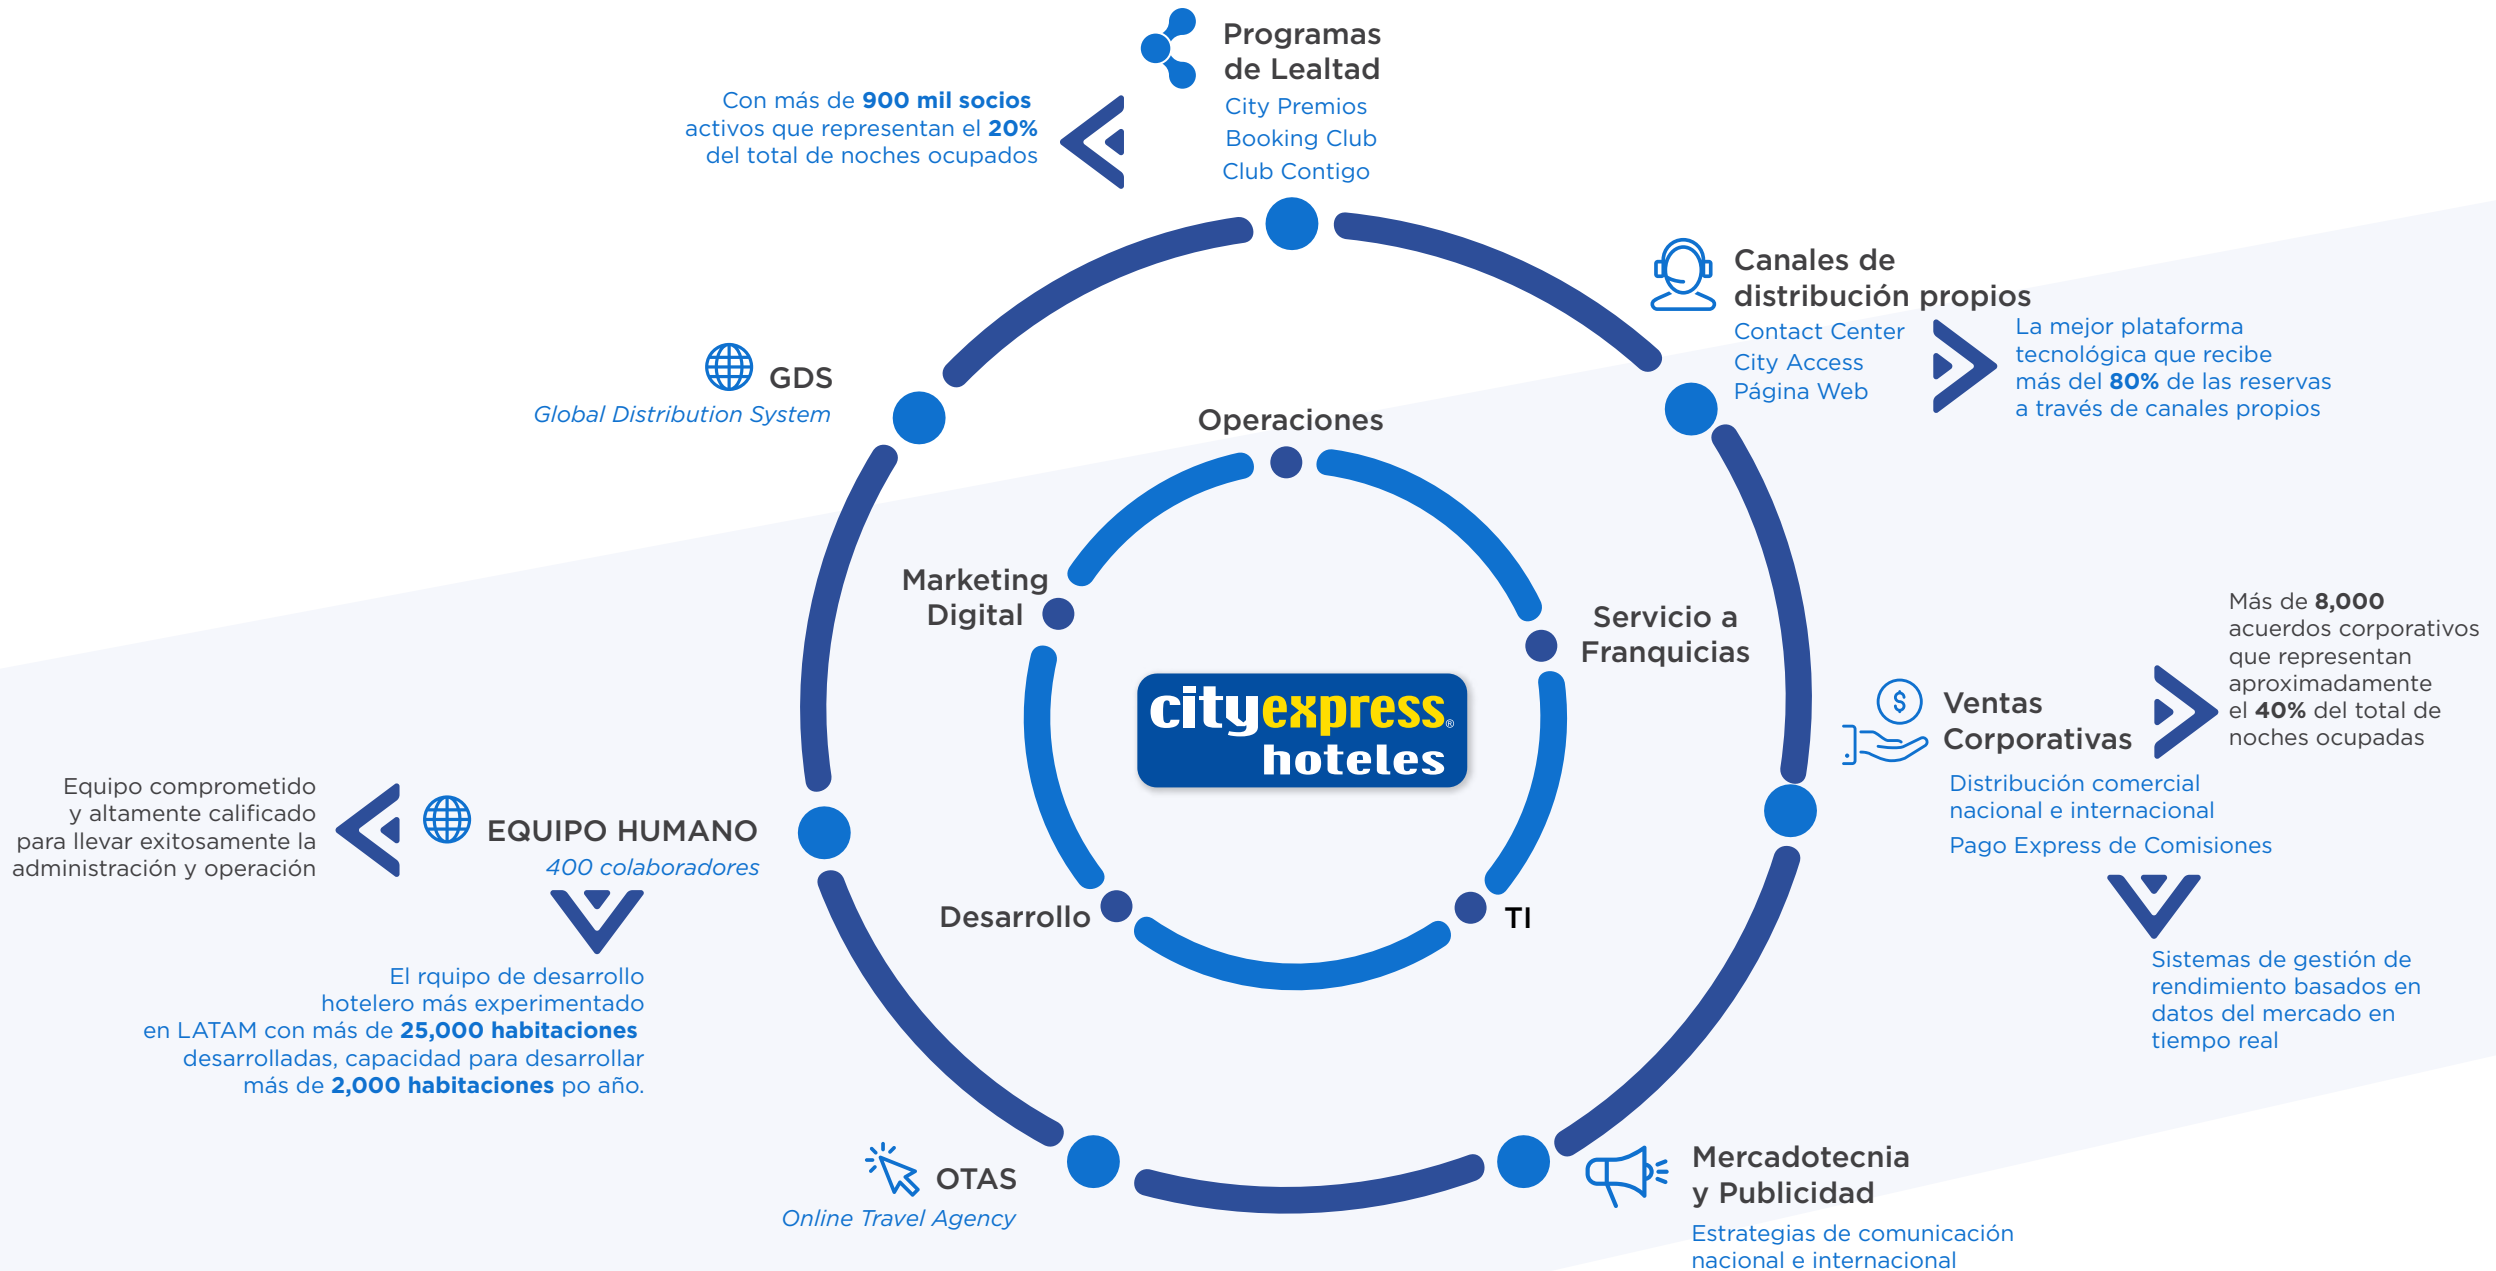 Programas
de Lealtad
City Premios
Booking Club
Club Contigo
Con más de 900 mil socios
activos que representan el 20%
del total de noches ocupados
Canales de
distribución propios
Contact Center
City Access
Página Web
La mejor plataforma
tecnológica que recibe
más del 80% de las reservas
a través de canales propios
GDS
Global Distribution System
Operaciones
Marketing
Digital
Servicio a
Franquicias
cityexpress®
hoteles
Desarrollo
TI
Ventas
Corporativas
Distribución comercial
nacional e internacional
Pago Express de Comisiones
Más de 8,000
acuerdos corporativos
que representan
aproximadamente
el 40% del total de
noches ocupadas
Sistemas de gestión de
rendimiento basados en
datos del mercado en
tiempo real
Equipo comprometido
y altamente calificado
para llevar exitosamente la
administración y operación
EQUIPO HUMANO
400 colaboradores
El rquipo de desarrollo
hotelero más experimentado
en LATAM con más de 25,000 habitaciones
desarrolladas, capacidad para desarrollar
más de 2,000 habitaciones po año.
OTAS
Online Travel Agency
Mercadotecnia
y Publicidad
Estrategias de comunicación
nacional e internacional